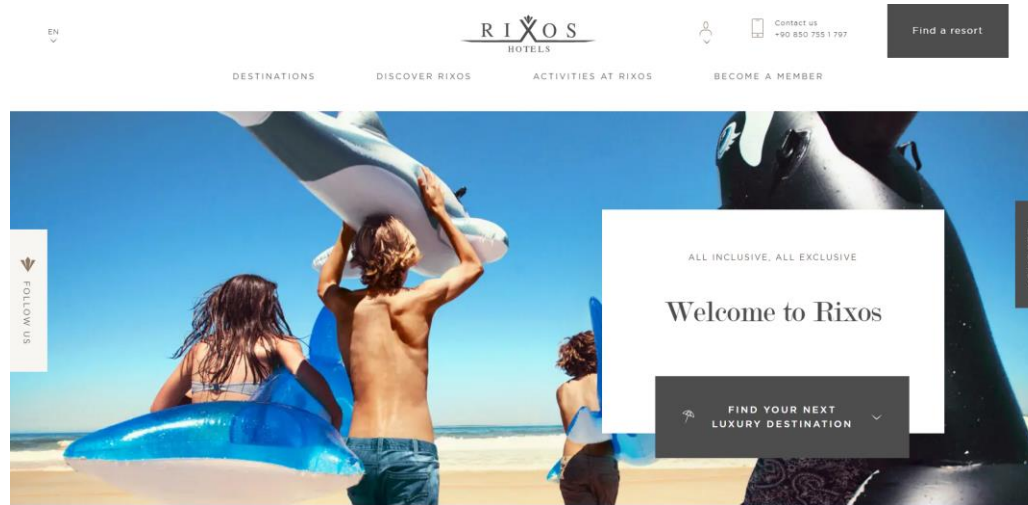 EN
RIXOS
HOTELS
Contact us
+90 850 755 1 797
Find a resort
DESTINATIONS
DISCOVER RIXOS
ACTIVITIES AT RIXOS
BECOME A MEMBER
FOLLOW US
ALL INCLUSIVE, ALL EXCLUSIVE
Welcome to Rixos
FIND YOUR NEXT
LUXURY DESTINATION